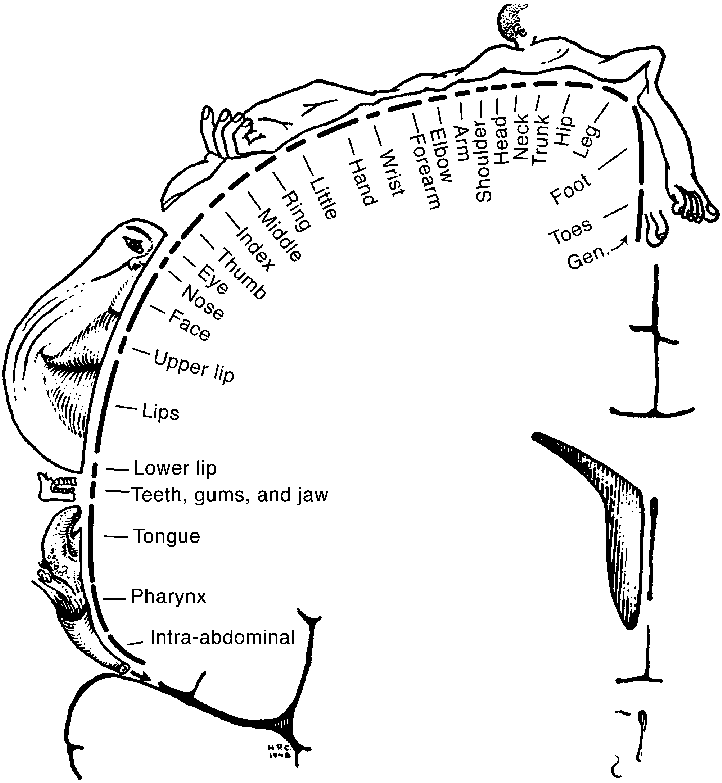 Gen.
Toes
Foot
Leg
Hip
Trunk
Neck
Head
Shoulder
Arm
Elbow
Forearm
Wrist
Hand
Little
Ring
Middle
Index
Thumb
Eye
Nose
Face
Upper lip
Lips
Lower lip
Teeth, gums, and jaw
Tongue
Pharynx
Intra-abdominal